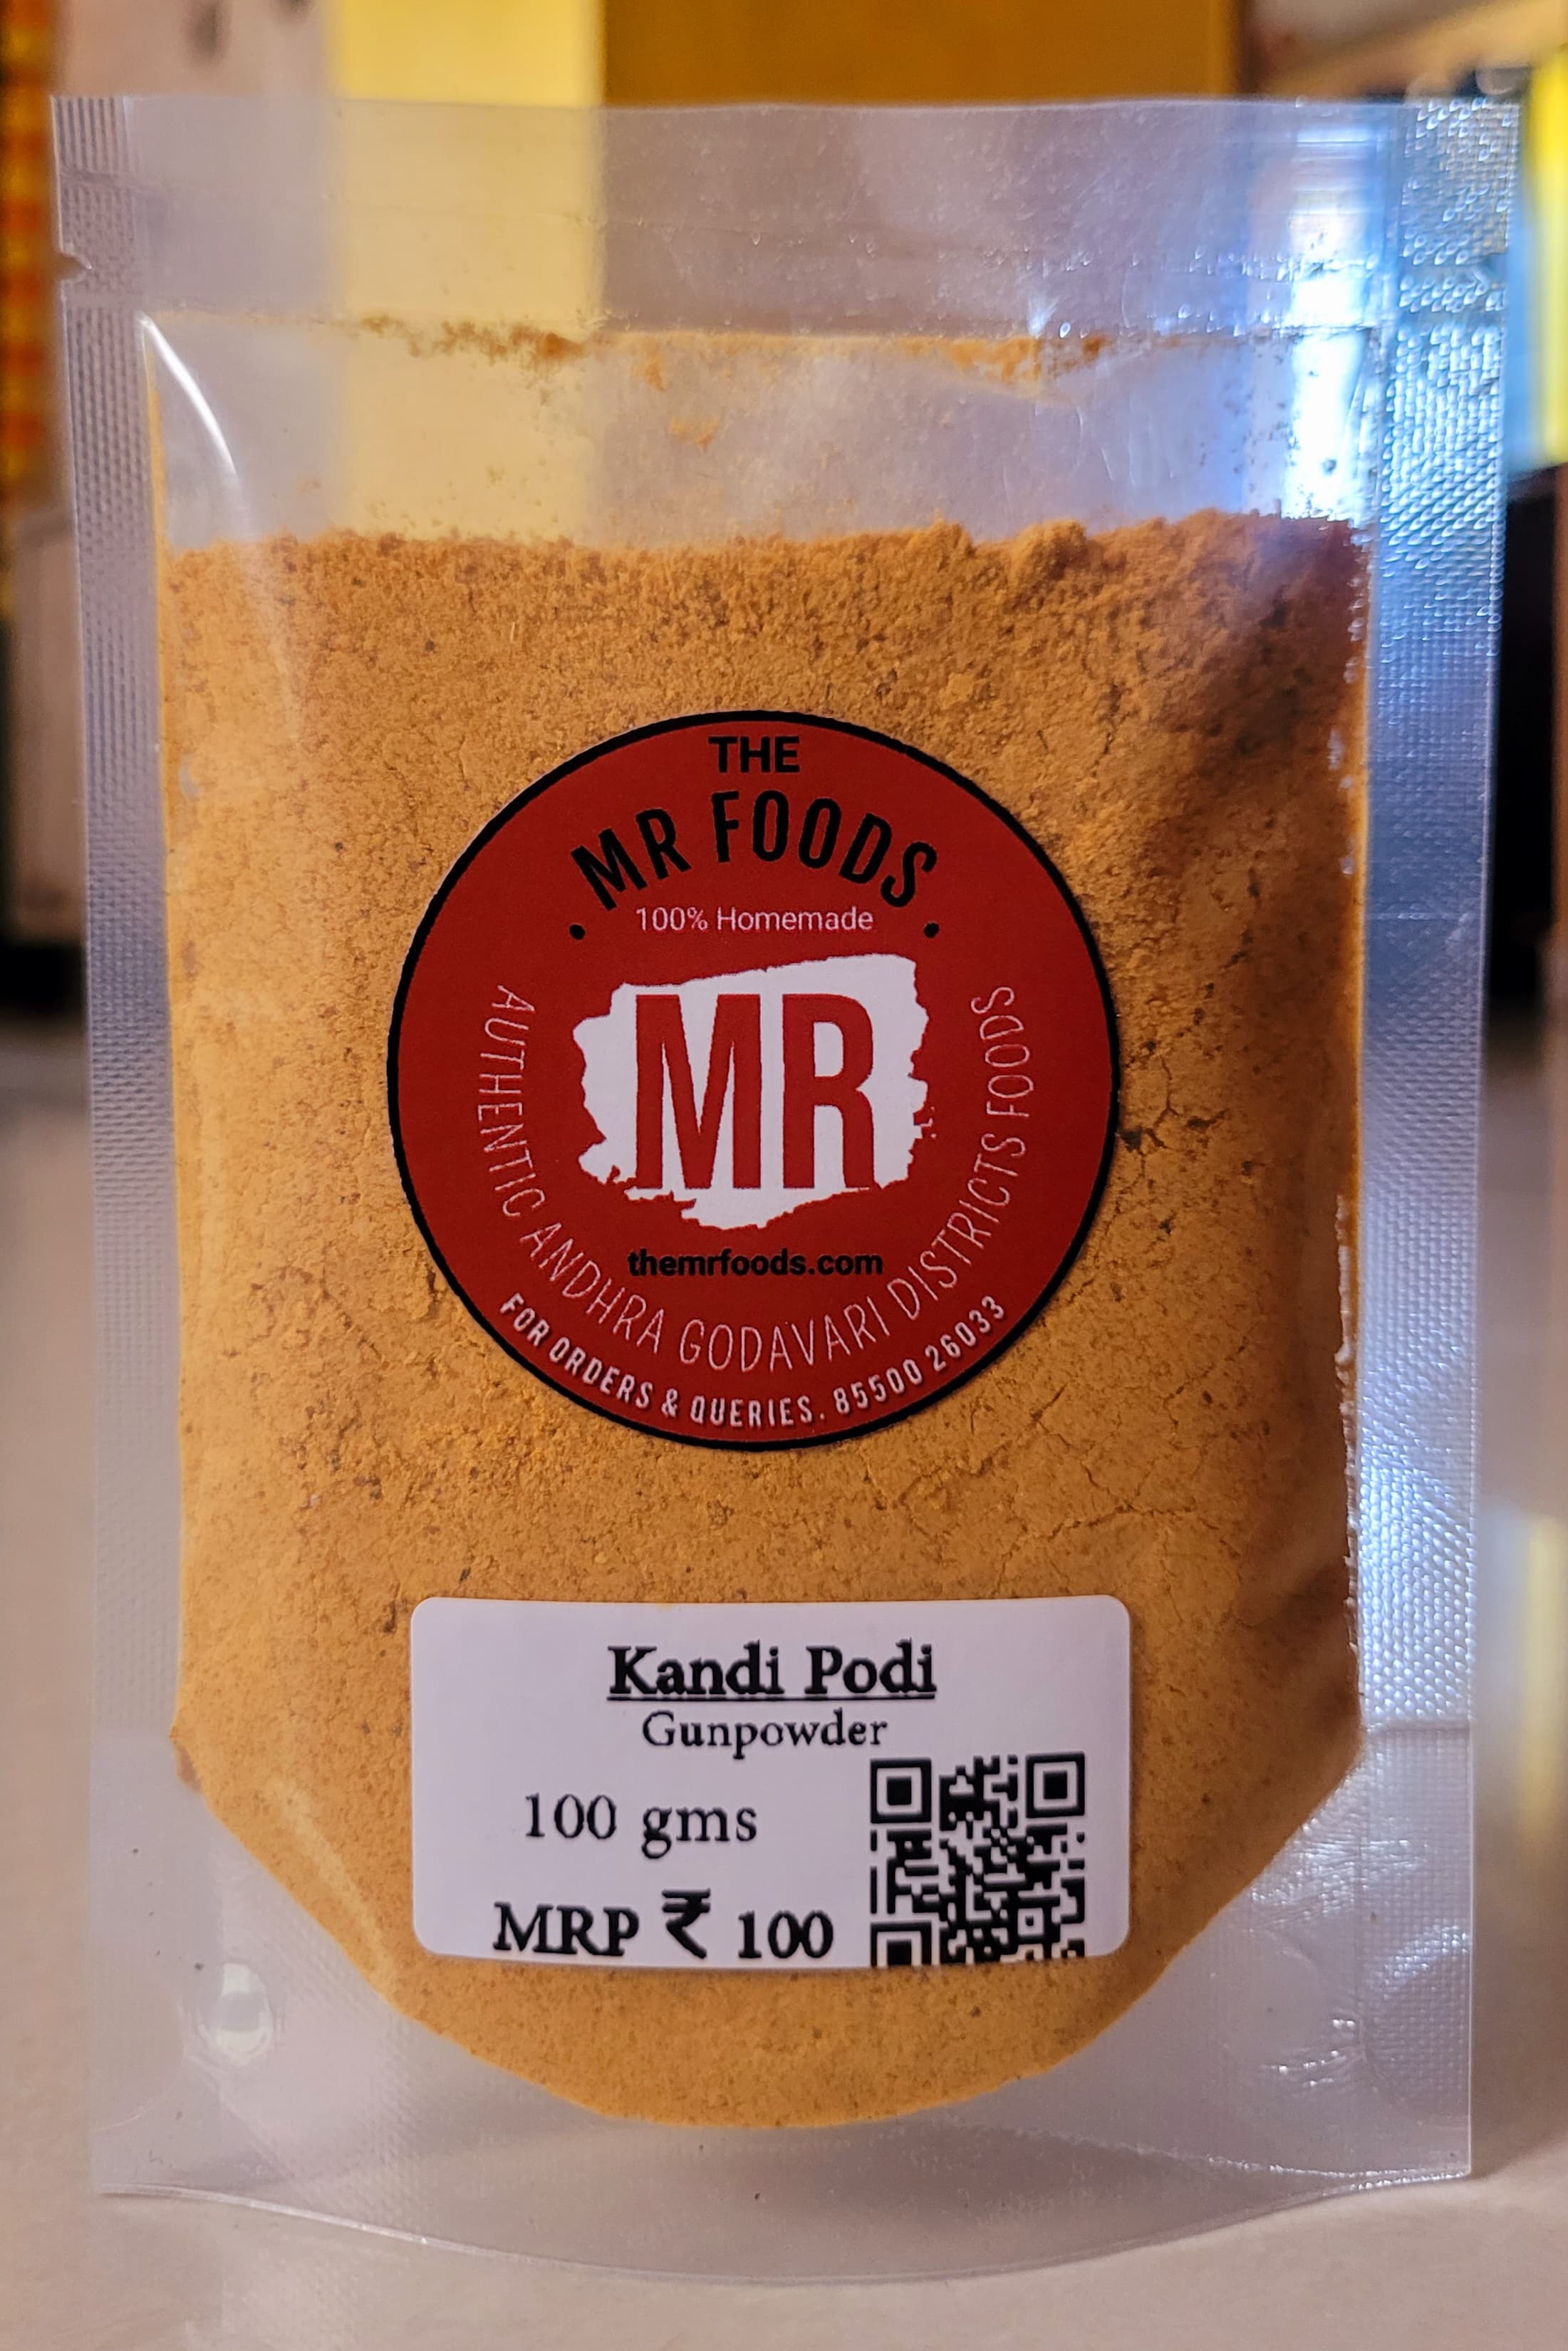 THE
MR FOODS
100% Homemade
MR
themrfoods.com
AUTHENTIC ANDHRA GODAVARI DISTRICTS FOODS
FOR ORDERS & QUERIES. 85500 26033
Kandi Podi
Gunpowder
100 gms
MRP ₹ 100